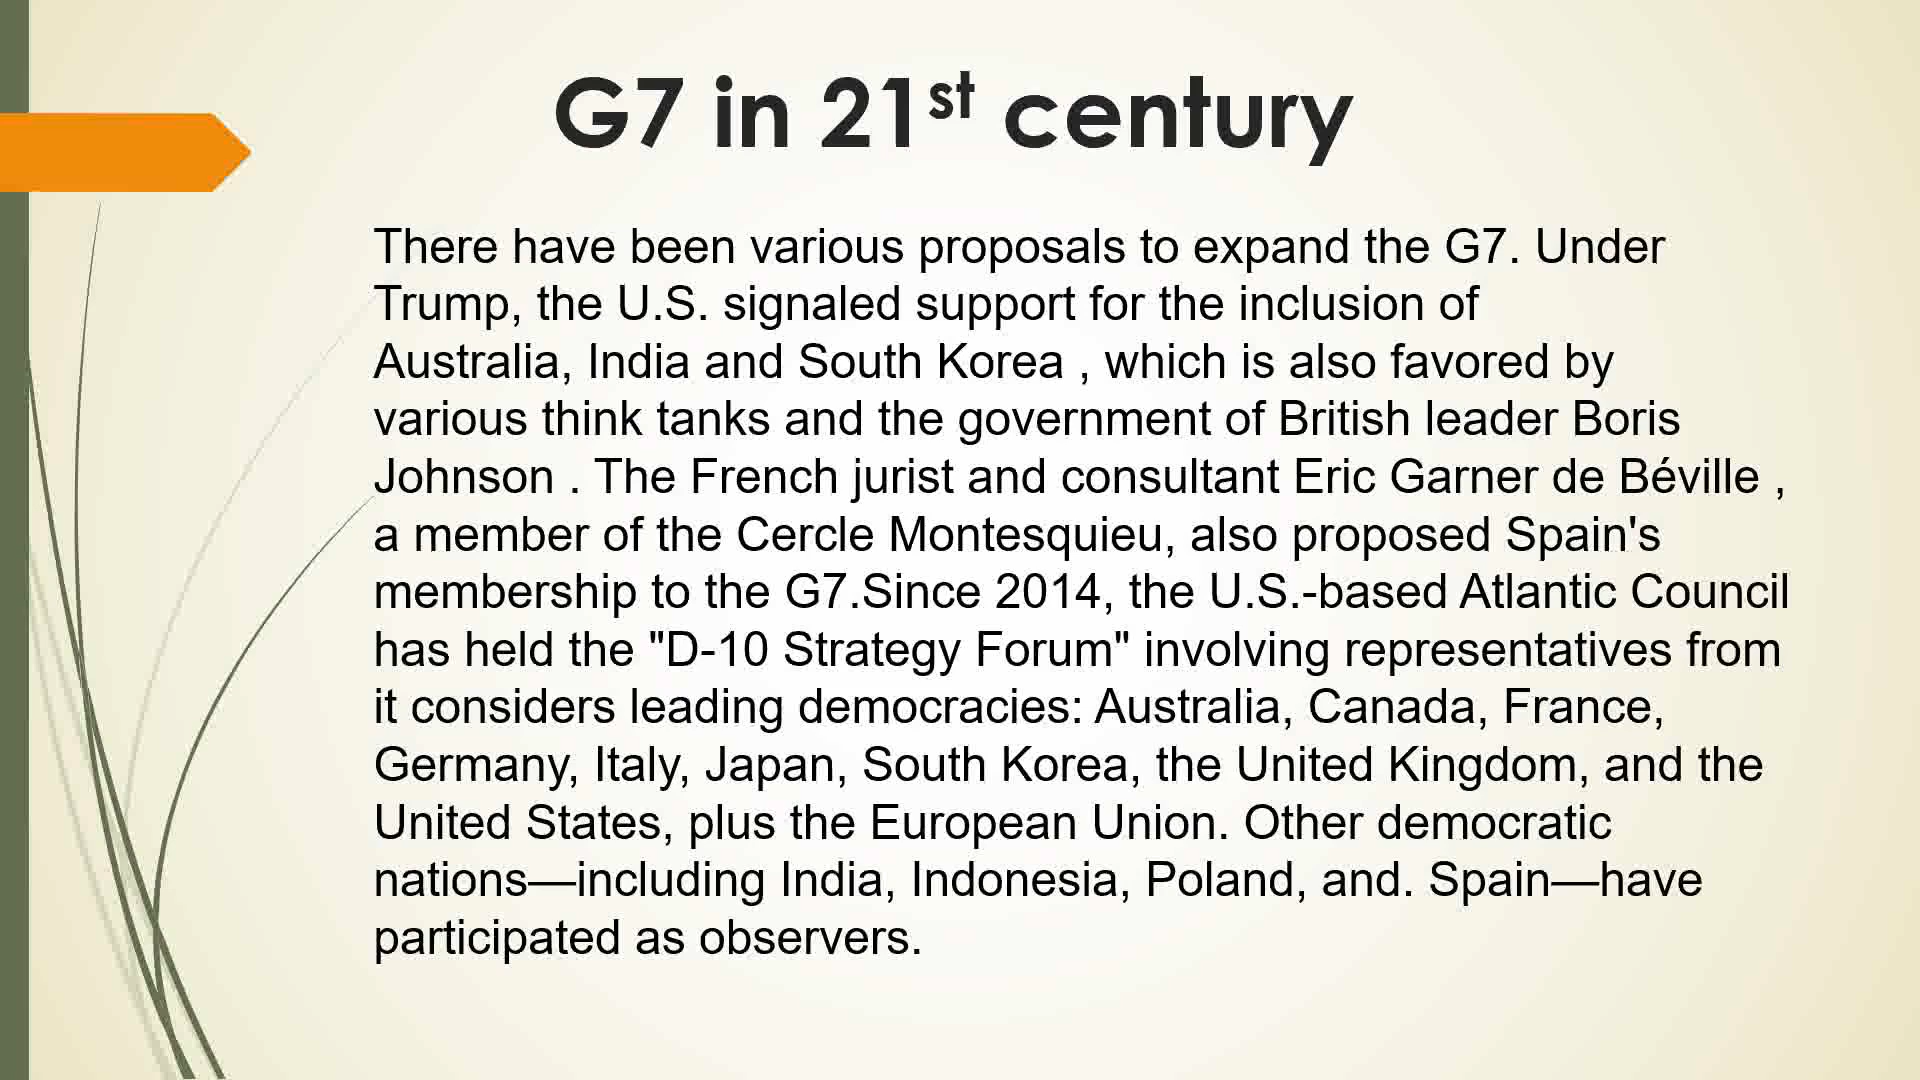 G7 in 21st century
There have been various proposals to expand the G7. Under
Trump, the U.S. signaled support for the inclusion of
Australia, India and South Korea , which is also favored by
various think tanks and the government of British leader Boris
Johnson . The French jurist and consultant Eric Garner de Béville ,
a member of the Cercle Montesquieu, also proposed Spain's
membership to the G7.Since 2014, the U.S.-based Atlantic Council
has held the "D-10 Strategy Forum" involving representatives from
it considers leading democracies: Australia, Canada, France,
Germany, Italy, Japan, South Korea, the United Kingdom, and the
United States, plus the European Union. Other democratic
nations—including India, Indonesia, Poland, and. Spain—have
participated as observers.